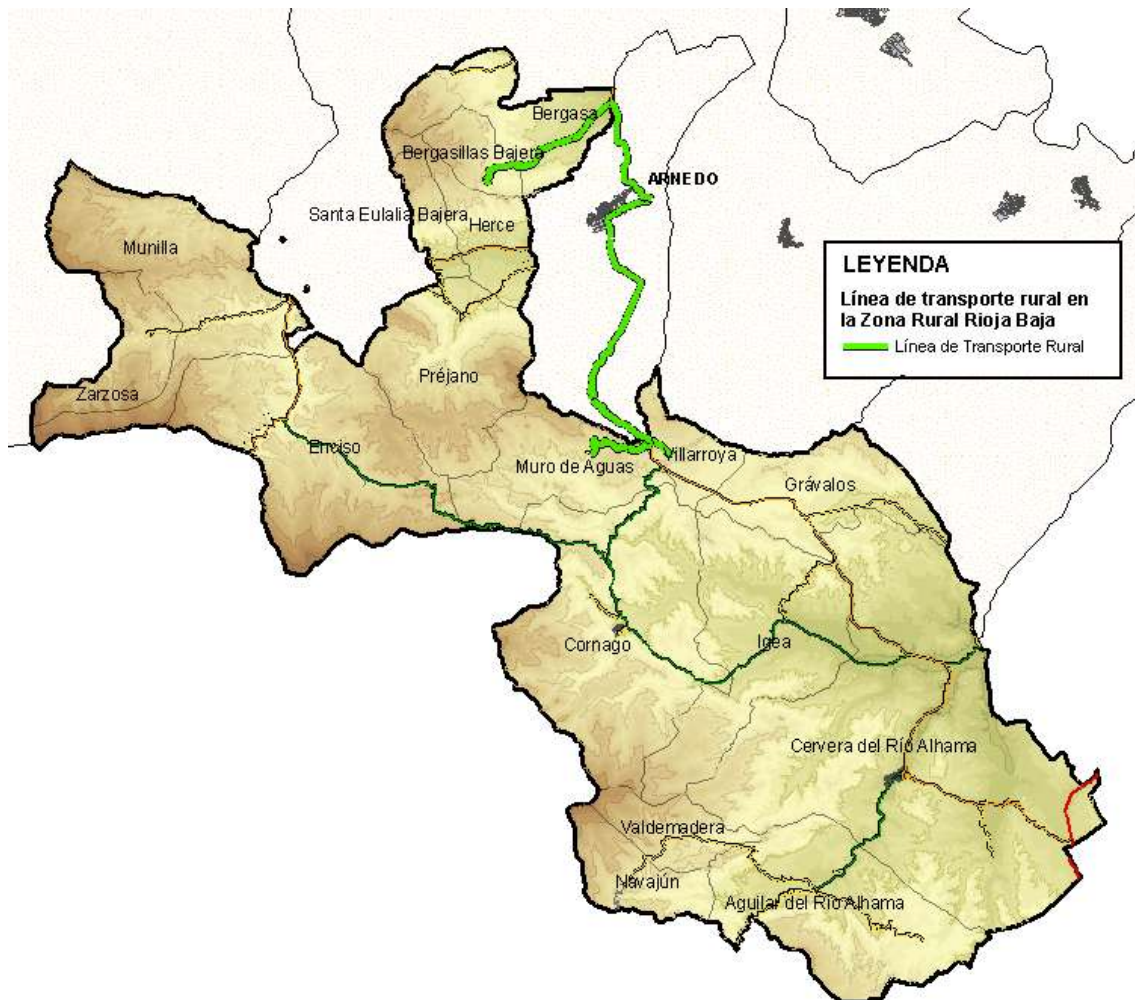 Bergasa
Bergasillas Bajera
ARNEDO
Santa Eulalia Bajera
Herce
Munilla
LEYENDA
Línea de transporte rural en
la Zona Rural Rioja Baja
Línea de Transporte Rural
Préjano
Zarzosa
Enciso
Muro de Aguas
Villarroya
Grávalos
Cornago
Igea
Cervera del Río Alhama
Valdemadera
Navajún
Aguilar del Río Alhama